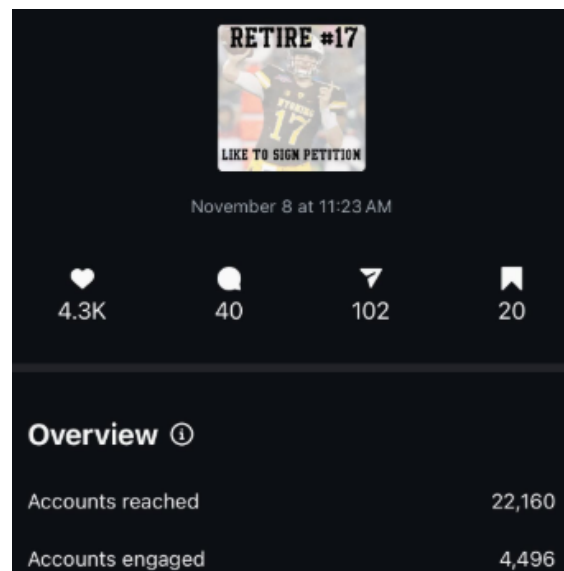 RETIRE #17
WYOMING
17
LIKE TO SIGN PETITION
November 8 at 11:23 AM
4.3K 40 102 20
Overview
Accounts reached 22,160
Accounts engaged 4,496